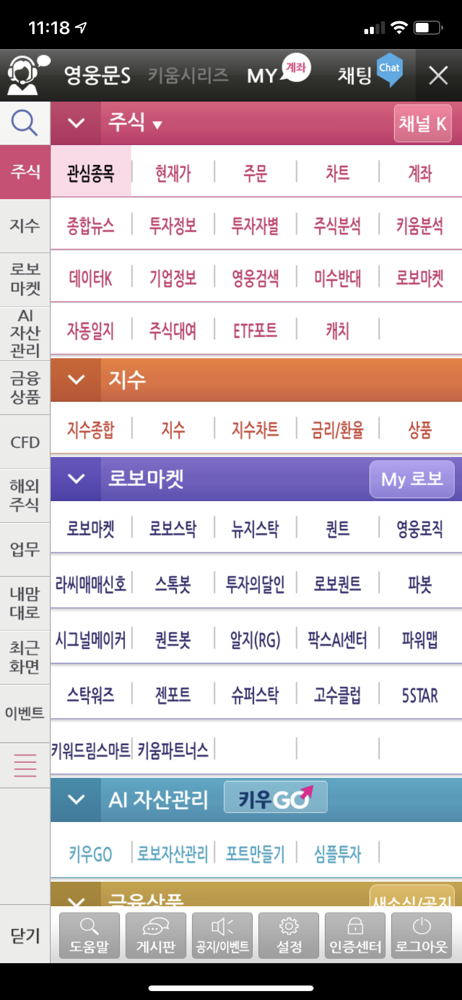 11:18
영웅문S 키움시리즈 MY 계좌 채팅 Chat
주식 채널 K
주식
관심종목 현재가 주문 차트 계좌
지수
종합뉴스 투자정보 투자자별 주식분석 키움분석
로보
마켓
데이터K 기업정보 영웅검색 미수반대 로보마켓
AI
자산
관리
자동일지 주식대여 ETF포트 캐치
금융
상품
지수
CFD
지수종합 지수 지수차트 금리/환율 상품
해외
주식
로보마켓 My 로보
업무
로보마켓 로보스탁 뉴지스탁 퀀트 영웅로직
내맘
대로
라씨매매신호 스톡봇 투자의달인 로보퀀트 파봇
최근
화면
시그널메이커 퀀트봇 알지(RG) 팍스AI센터 파워맵
이벤트
스탁워즈 젠포트 슈퍼스탁 고수클럽 5STAR
키워드림스마트 키움파트너스
AI 자산관리 키우GO
키우GO 로보자산관리 포트만들기 심플투자
금융상품 새소식/공지
닫기
도움말 게시판 공지/이벤트 설정 인증센터 로그아웃